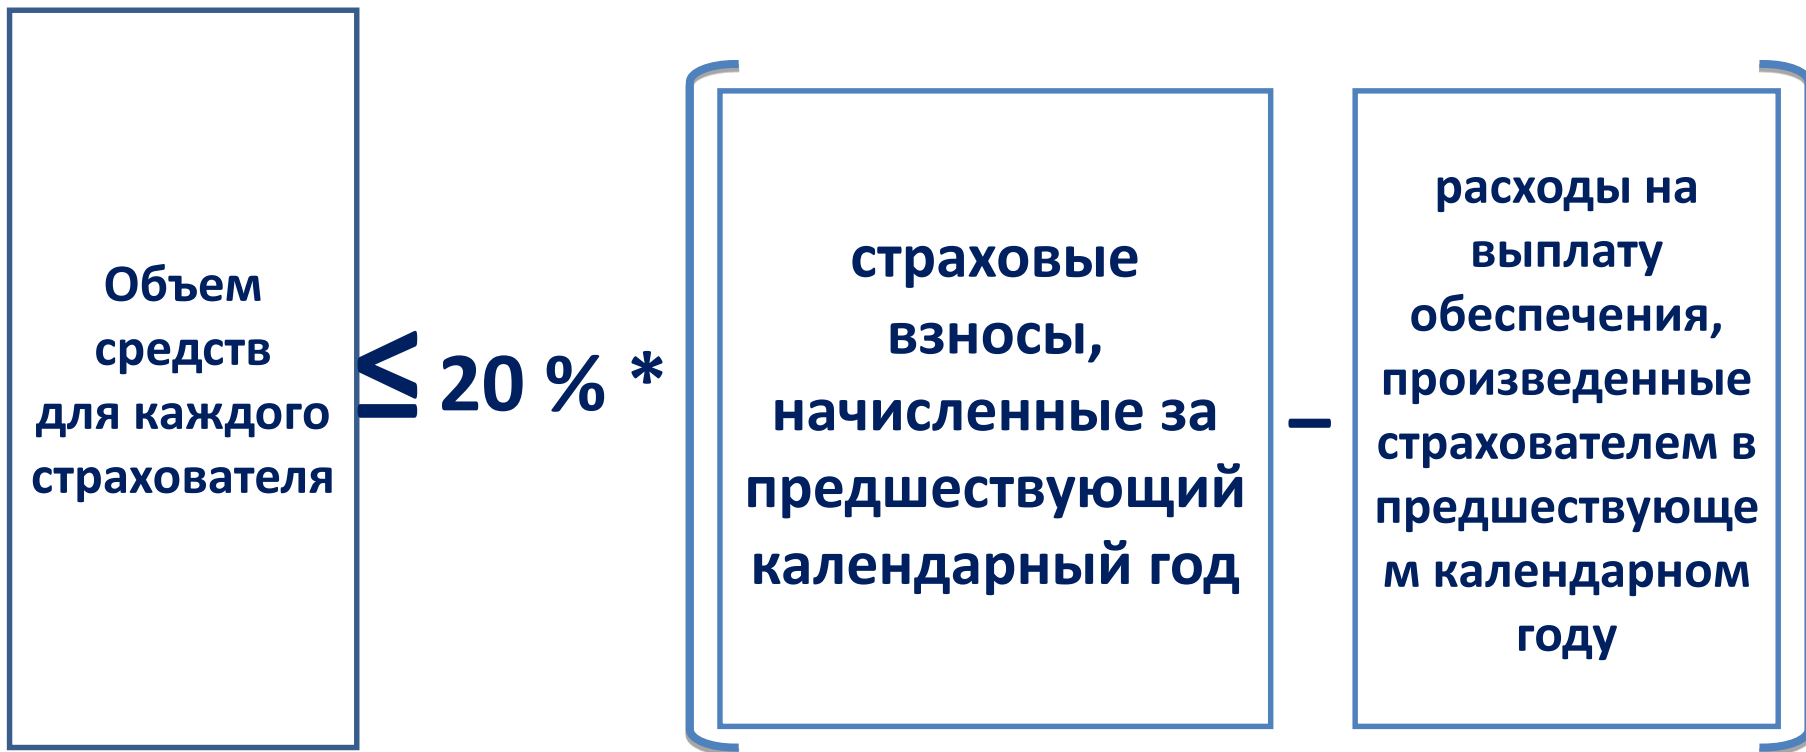 Объем
средств
для каждого
страхователя
≤ 20 % *
страховые
взносы,
начисленные за
предшествующий
календарный год
–
расходы на
выплату
обеспечения,
произведенные
страхователем в
предшествующе
м календарном
году